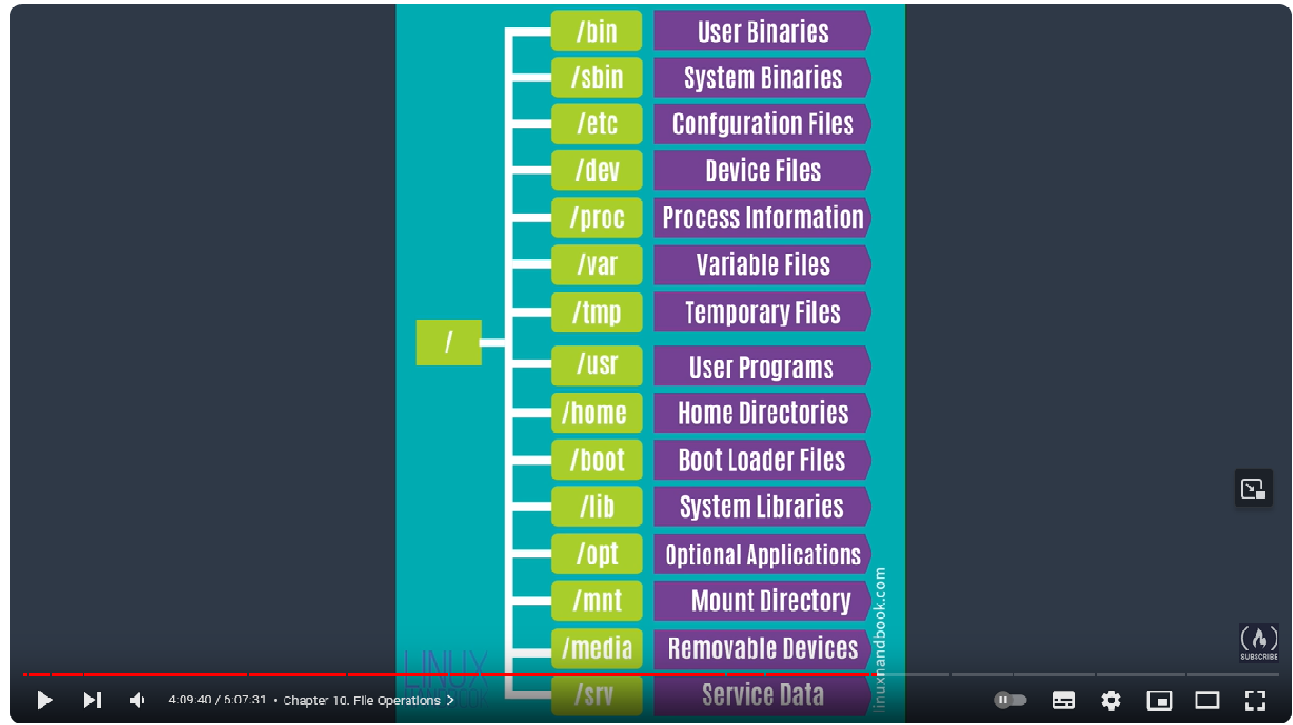 /bin User Binaries
/sbin System Binaries
/etc Confguration Files
/dev Device Files
/proc Process Information
/var Variable Files
/tmp Temporary Files
/
/usr User Programs
/home Home Directories
/boot Boot Loader Files
/lib System Libraries
/opt Optional Applications
/mnt Mount Directory
/media Removable Devices
/srv Service Data
linuxhandbook.com
LINUX
HANDBOOK
SUBSCRIBE
4:09:40 / 6:07:31 • Chapter 10. File Operations >